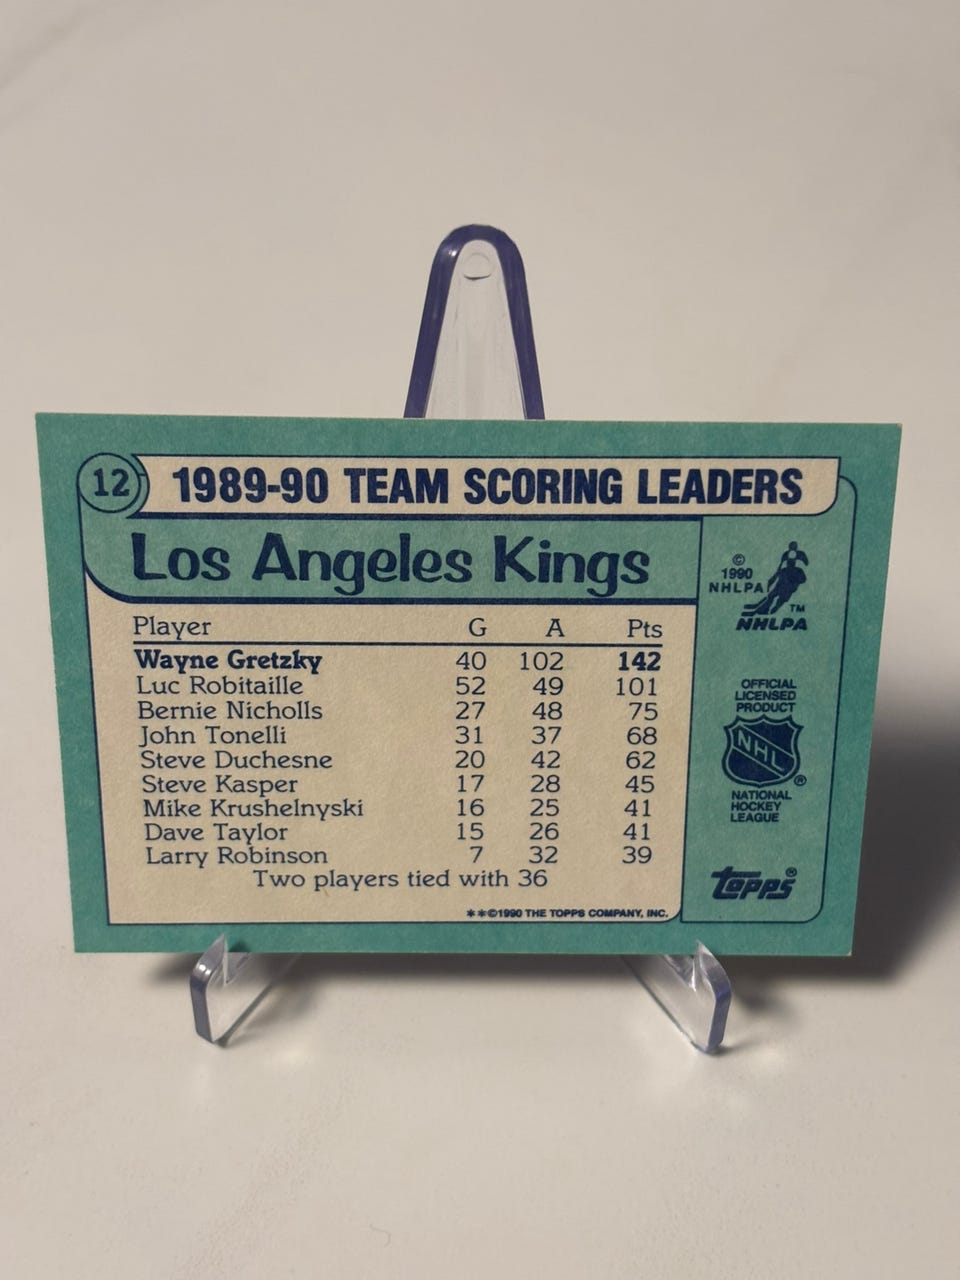 12
1989-90 TEAM SCORING LEADERS
Los Angeles Kings
Player G A Pts
Wayne Gretzky 40 102 142
Luc Robitaille 52 49 101
Bernie Nicholls 27 48 75
John Tonelli 31 37 68
Steve Duchesne 20 42 62
Steve Kasper 17 28 45
Mike Krushelnyski 16 25 41
Dave Taylor 15 26 41
Larry Robinson 7 32 39
Two players tied with 36
**©1990 THE TOPPS COMPANY, INC.
©
1990
NHLPA
TM
NHLPA
OFFICIAL
LICENSED
PRODUCT
NHL
®
NATIONAL
HOCKEY
LEAGUE
topps®